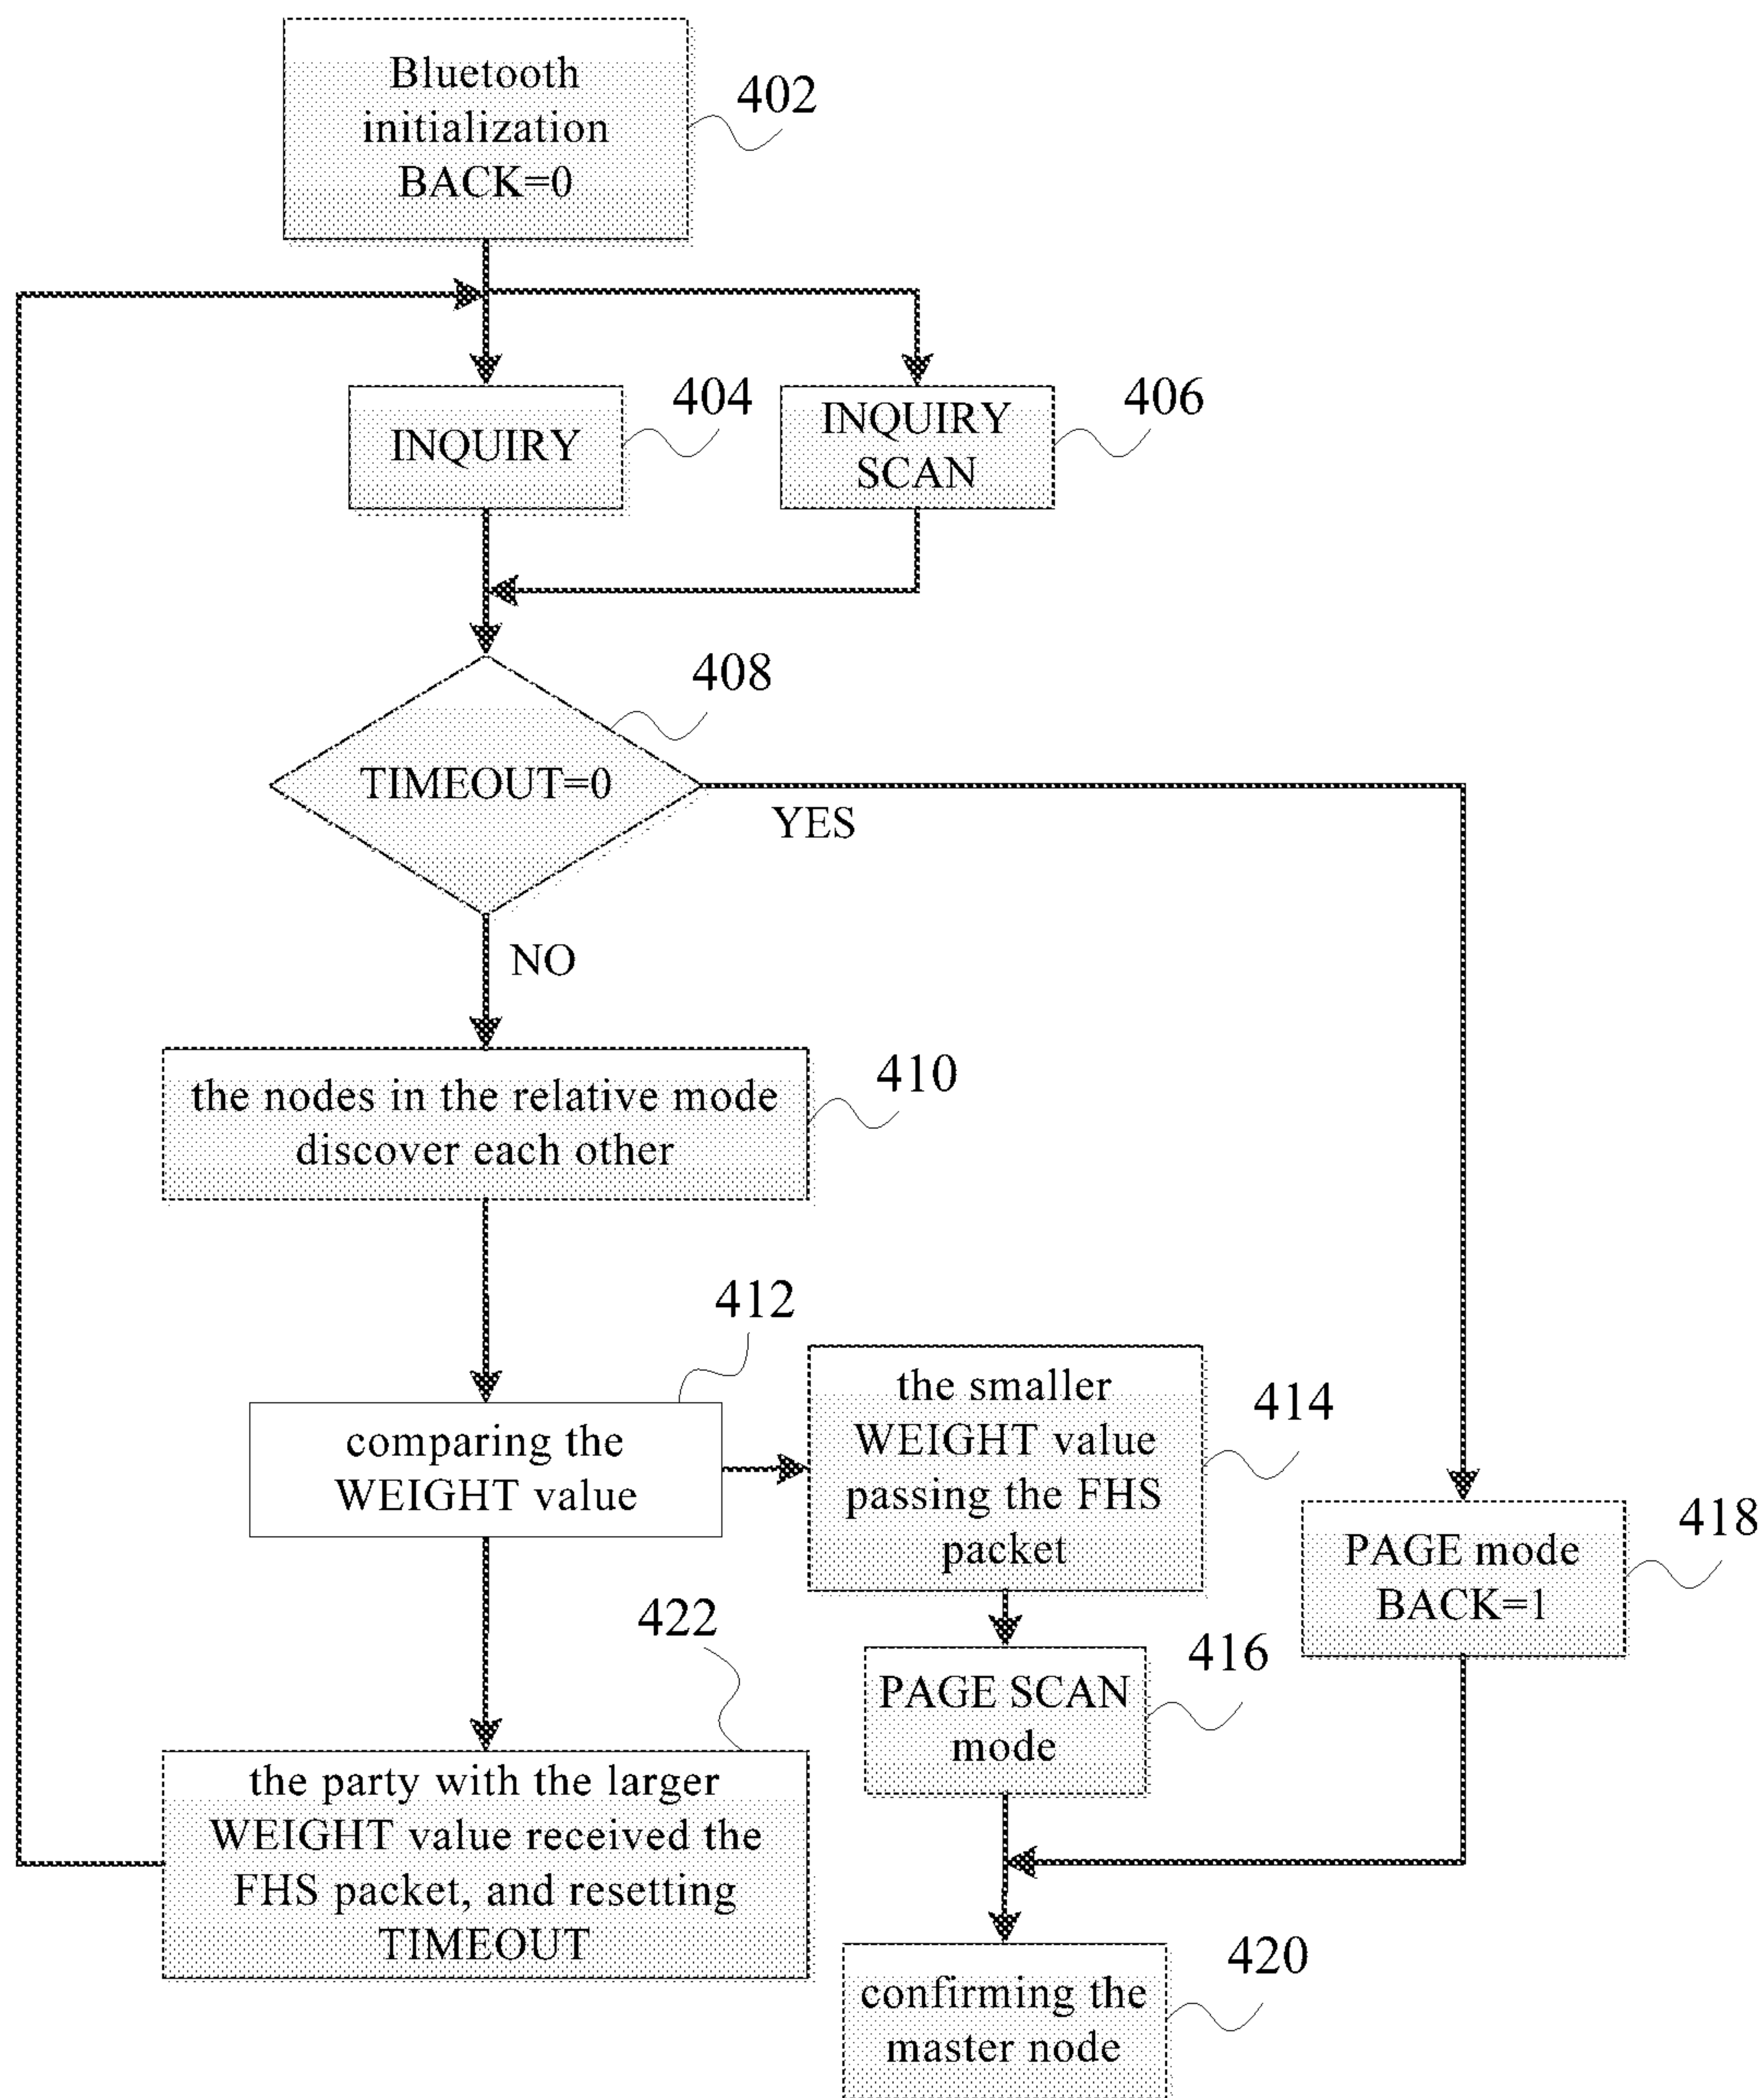 Bluetooth
initialization
BACK=0
402
INQUIRY
404
INQUIRY
SCAN
406
TIMEOUT=0
408
YES
NO
the nodes in the relative mode
discover each other
410
412
comparing the
WEIGHT value
the smaller
WEIGHT value
passing the FHS
packet
414
PAGE mode
BACK=1
418
422
PAGE SCAN
mode
416
the party with the larger
WEIGHT value received the
FHS packet, and resetting
TIMEOUT
confirming the
master node
420